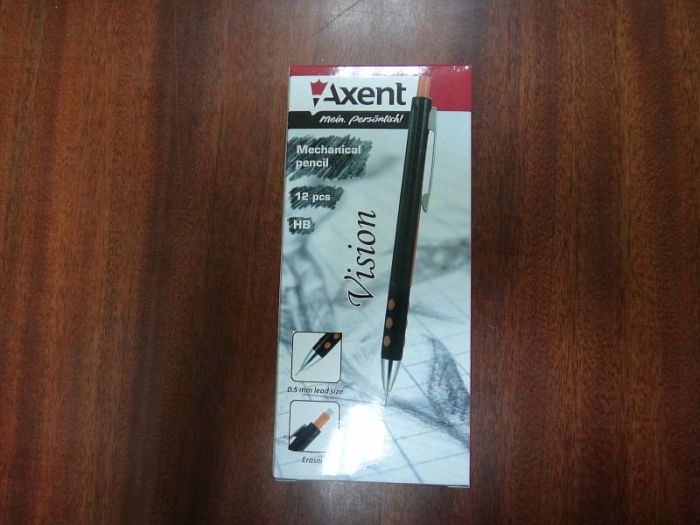 Axent
Mein. Persönlich!
Mechanical
pencil
12 pcs
HB
Vision
0.5 mm lead size
Eraser